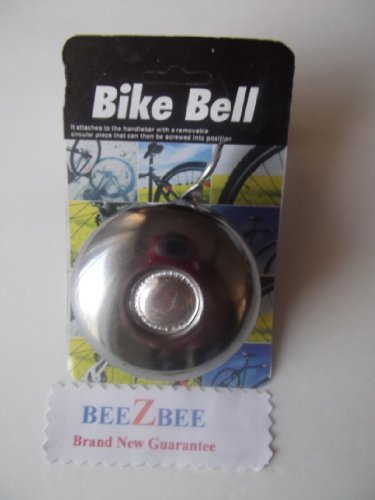 Bike Bell
It attaches to the handlebar with a removable
circular piece that can then be screwed into position
BEEZBEE
Brand New Guarantee